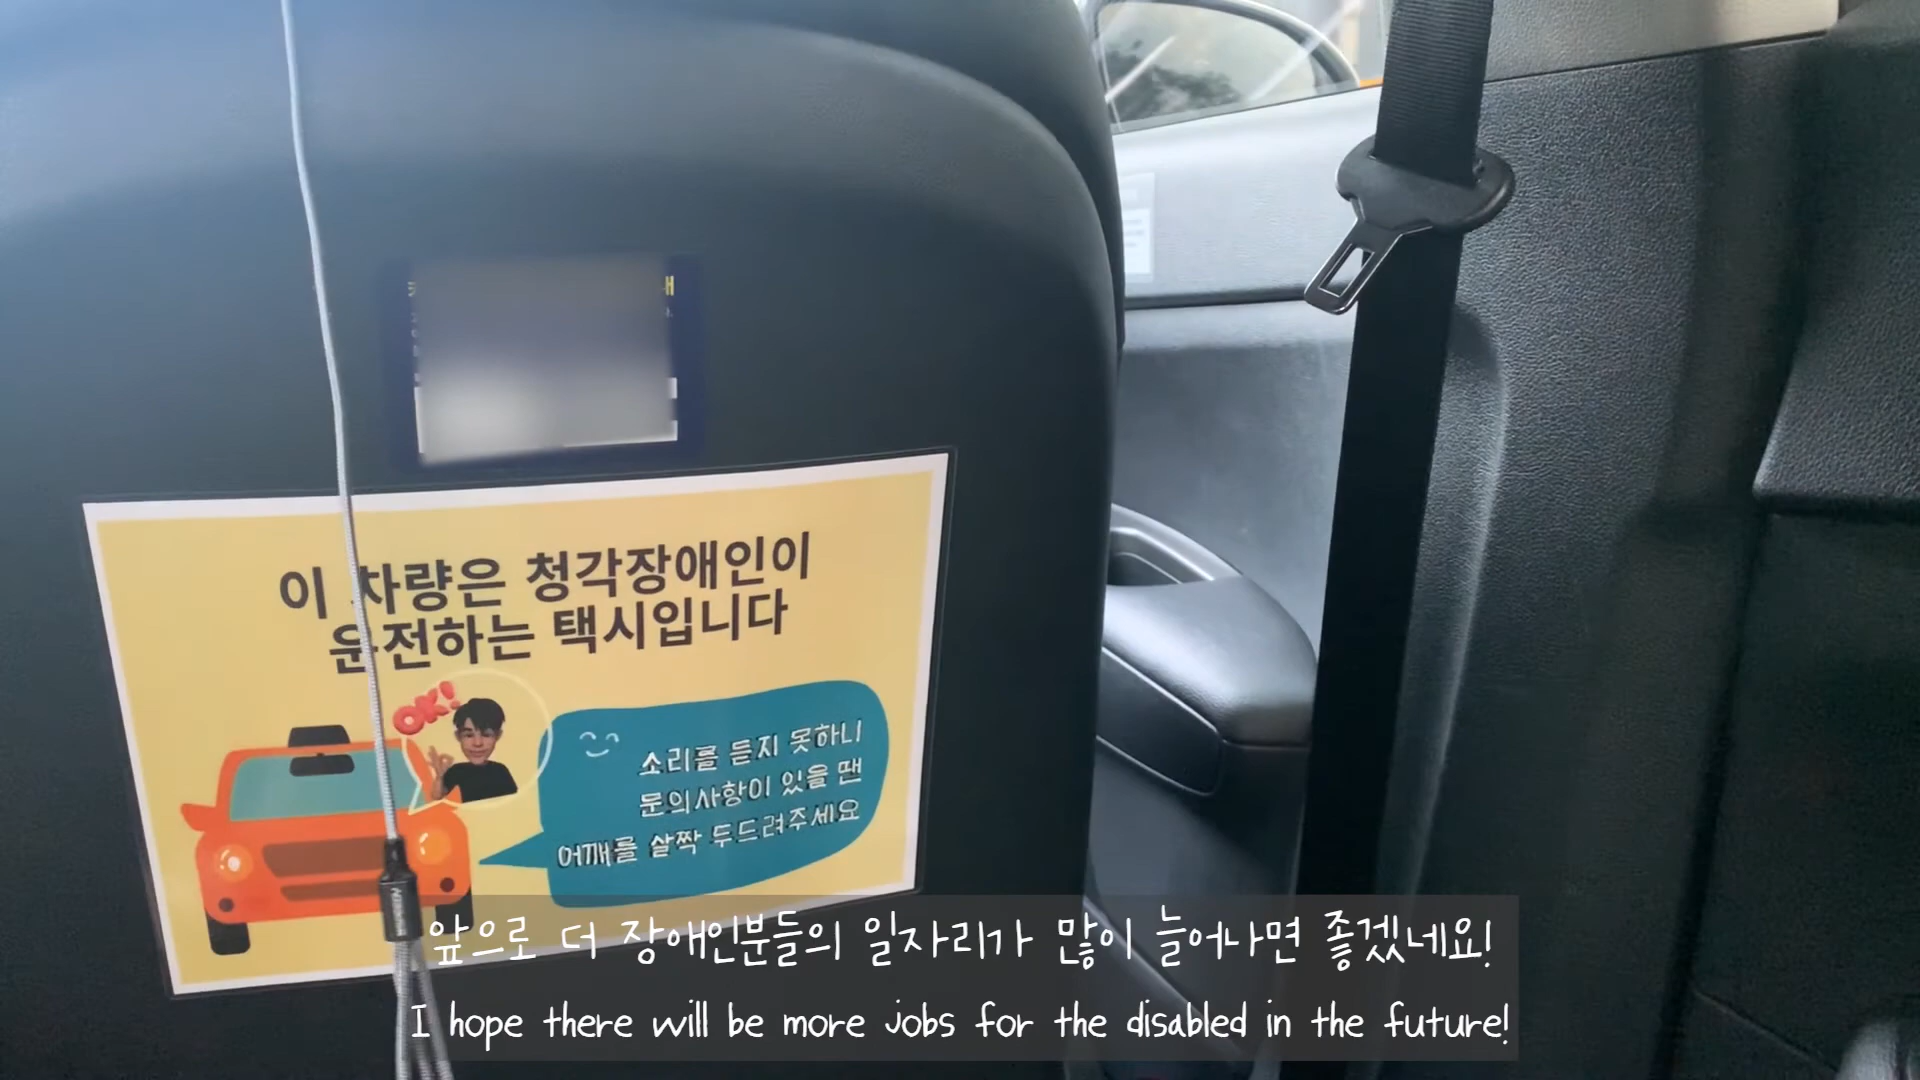 이 차량은 청각장애인이
운전하는 택시입니다
OK!
소리를 듣지 못하니
문의사항이 있을 땐
어깨를 살짝 두드려주세요
앞으로 더 장애인분들의 일자리가 많이 늘어나면 좋겠네요!
I hope there will be more jobs for the disabled in the future!